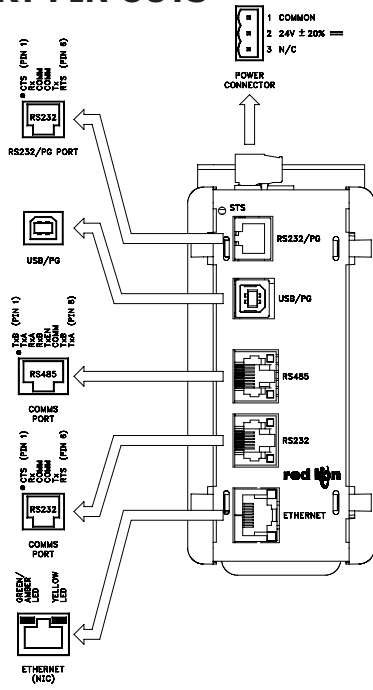 1 COMMON
2 24V ± 20%
3 N/C
POWER
CONNECTOR
CTS (PIN 1)
Rx
COMM
COMM
Tx
RTS (PIN 6)
RS232
RS232/PG PORT
STS
RS232/PG
USB/PG
USB/PG
TxB (PIN 1)
TxA
RxA
RxB
TxEN
COMM
TxB
TxA (PIN 8)
RS485
COMMS
PORT
RS485
CTS (PIN 1)
Rx
COMM
COMM
Tx
RTS (PIN 6)
RS232
COMMS
PORT
RS232
red lion
ETHERNET
GREEN/
AMBER
LED
YELLOW
LED
ETHERNET
(NIC)